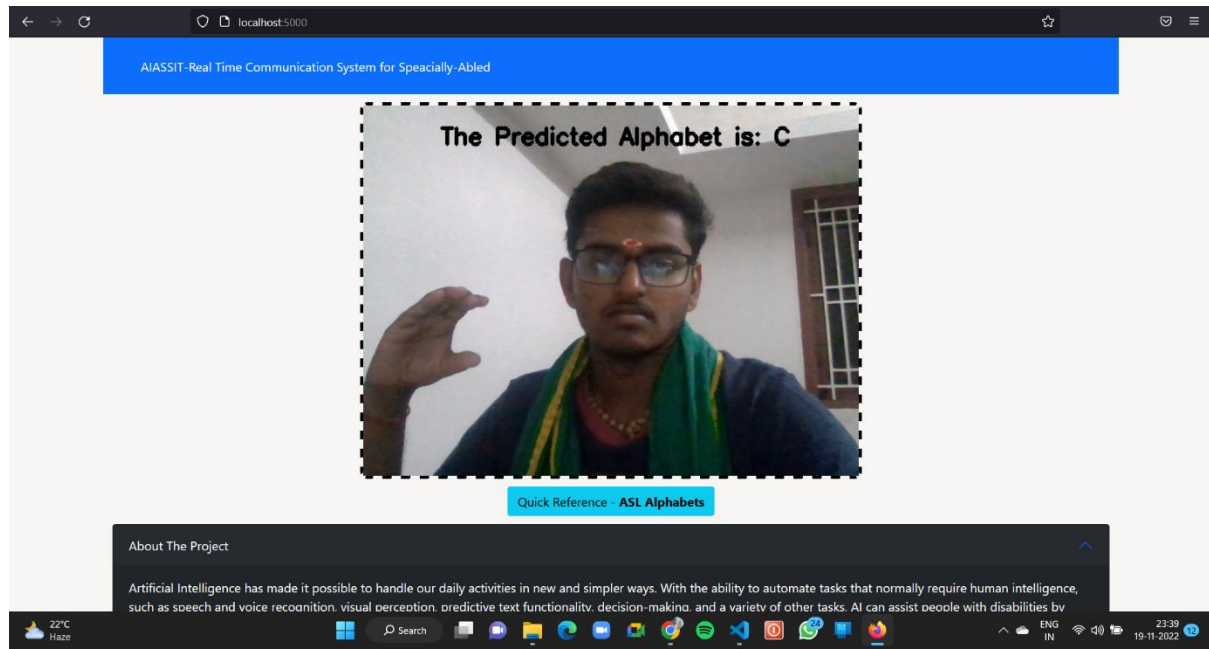 localhost:5000
AIASSIT-Real Time Communication System for Speacially-Abled
The Predicted Alphabet is: C
Quick Reference - ASL Alphabets
About The Project
Artificial Intelligence has made it possible to handle our daily activities in new and simpler ways. With the ability to automate tasks that normally require human intelligence,
such as speech and voice recognition, visual perception, predictive text functionality, decision-making, and a variety of other tasks. AI can assist people with disabilities by
22°C
Haze
Search
24
ENG
IN
23:39
19-11-2022
12